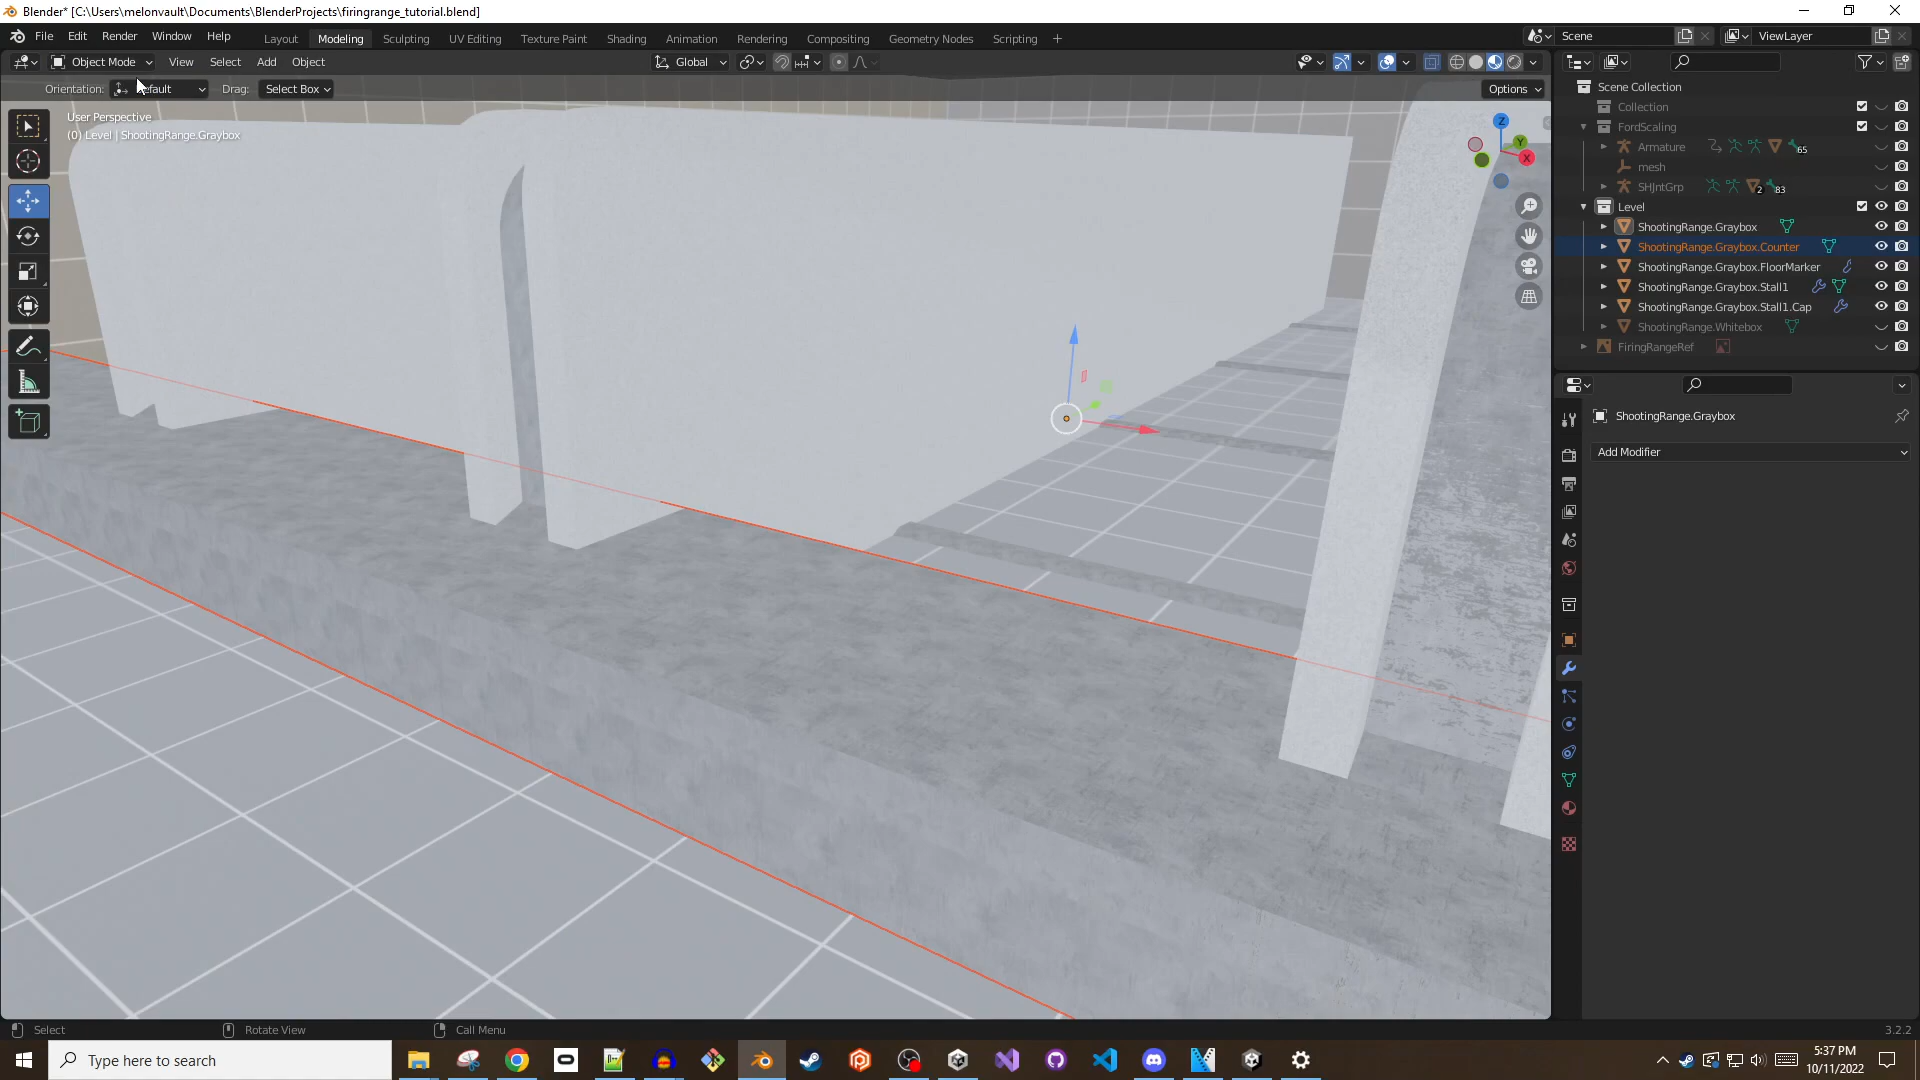 Blender* [C:\Users\melonvault\Documents\BlenderProjects\firingrange_tutorial.blend]
File Edit Render Window Help
Layout Modeling Sculpting UV Editing Texture Paint Shading Animation Rendering Compositing Geometry Nodes Scripting +
Scene ViewLayer
Object Mode View Select Add Object Global
Orientation: efault Drag: Select Box Options
User Perspective
(0) Level | ShootingRange.Graybox
Z
Y
X
Scene Collection
Collection
FordScaling
Armature 65
mesh
SHJntGrp 2 83
Level
ShootingRange.Graybox
ShootingRange.Graybox.Counter
ShootingRange.Graybox.FloorMarker
ShootingRange.Graybox.Stall1
ShootingRange.Graybox.Stall1.Cap
ShootingRange.Whitebox
FiringRangeRef
ShootingRange.Graybox
Add Modifier
Select Rotate View Call Menu 3.2.2
Type here to search
5:37 PM
10/11/2022